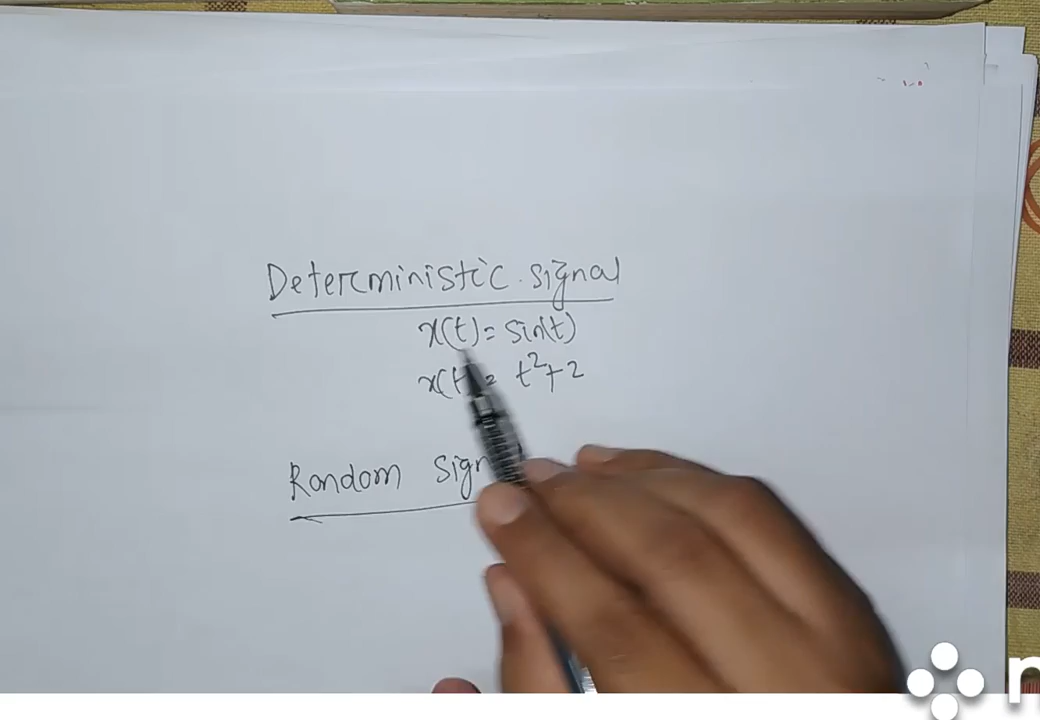 Deterministic signal
x(t) = sin(t)
t²+2
Random